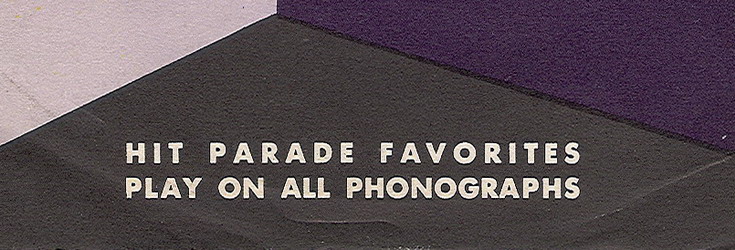 HIT PARADE FAVORITES
PLAY ON ALL PHONOGRAPHS